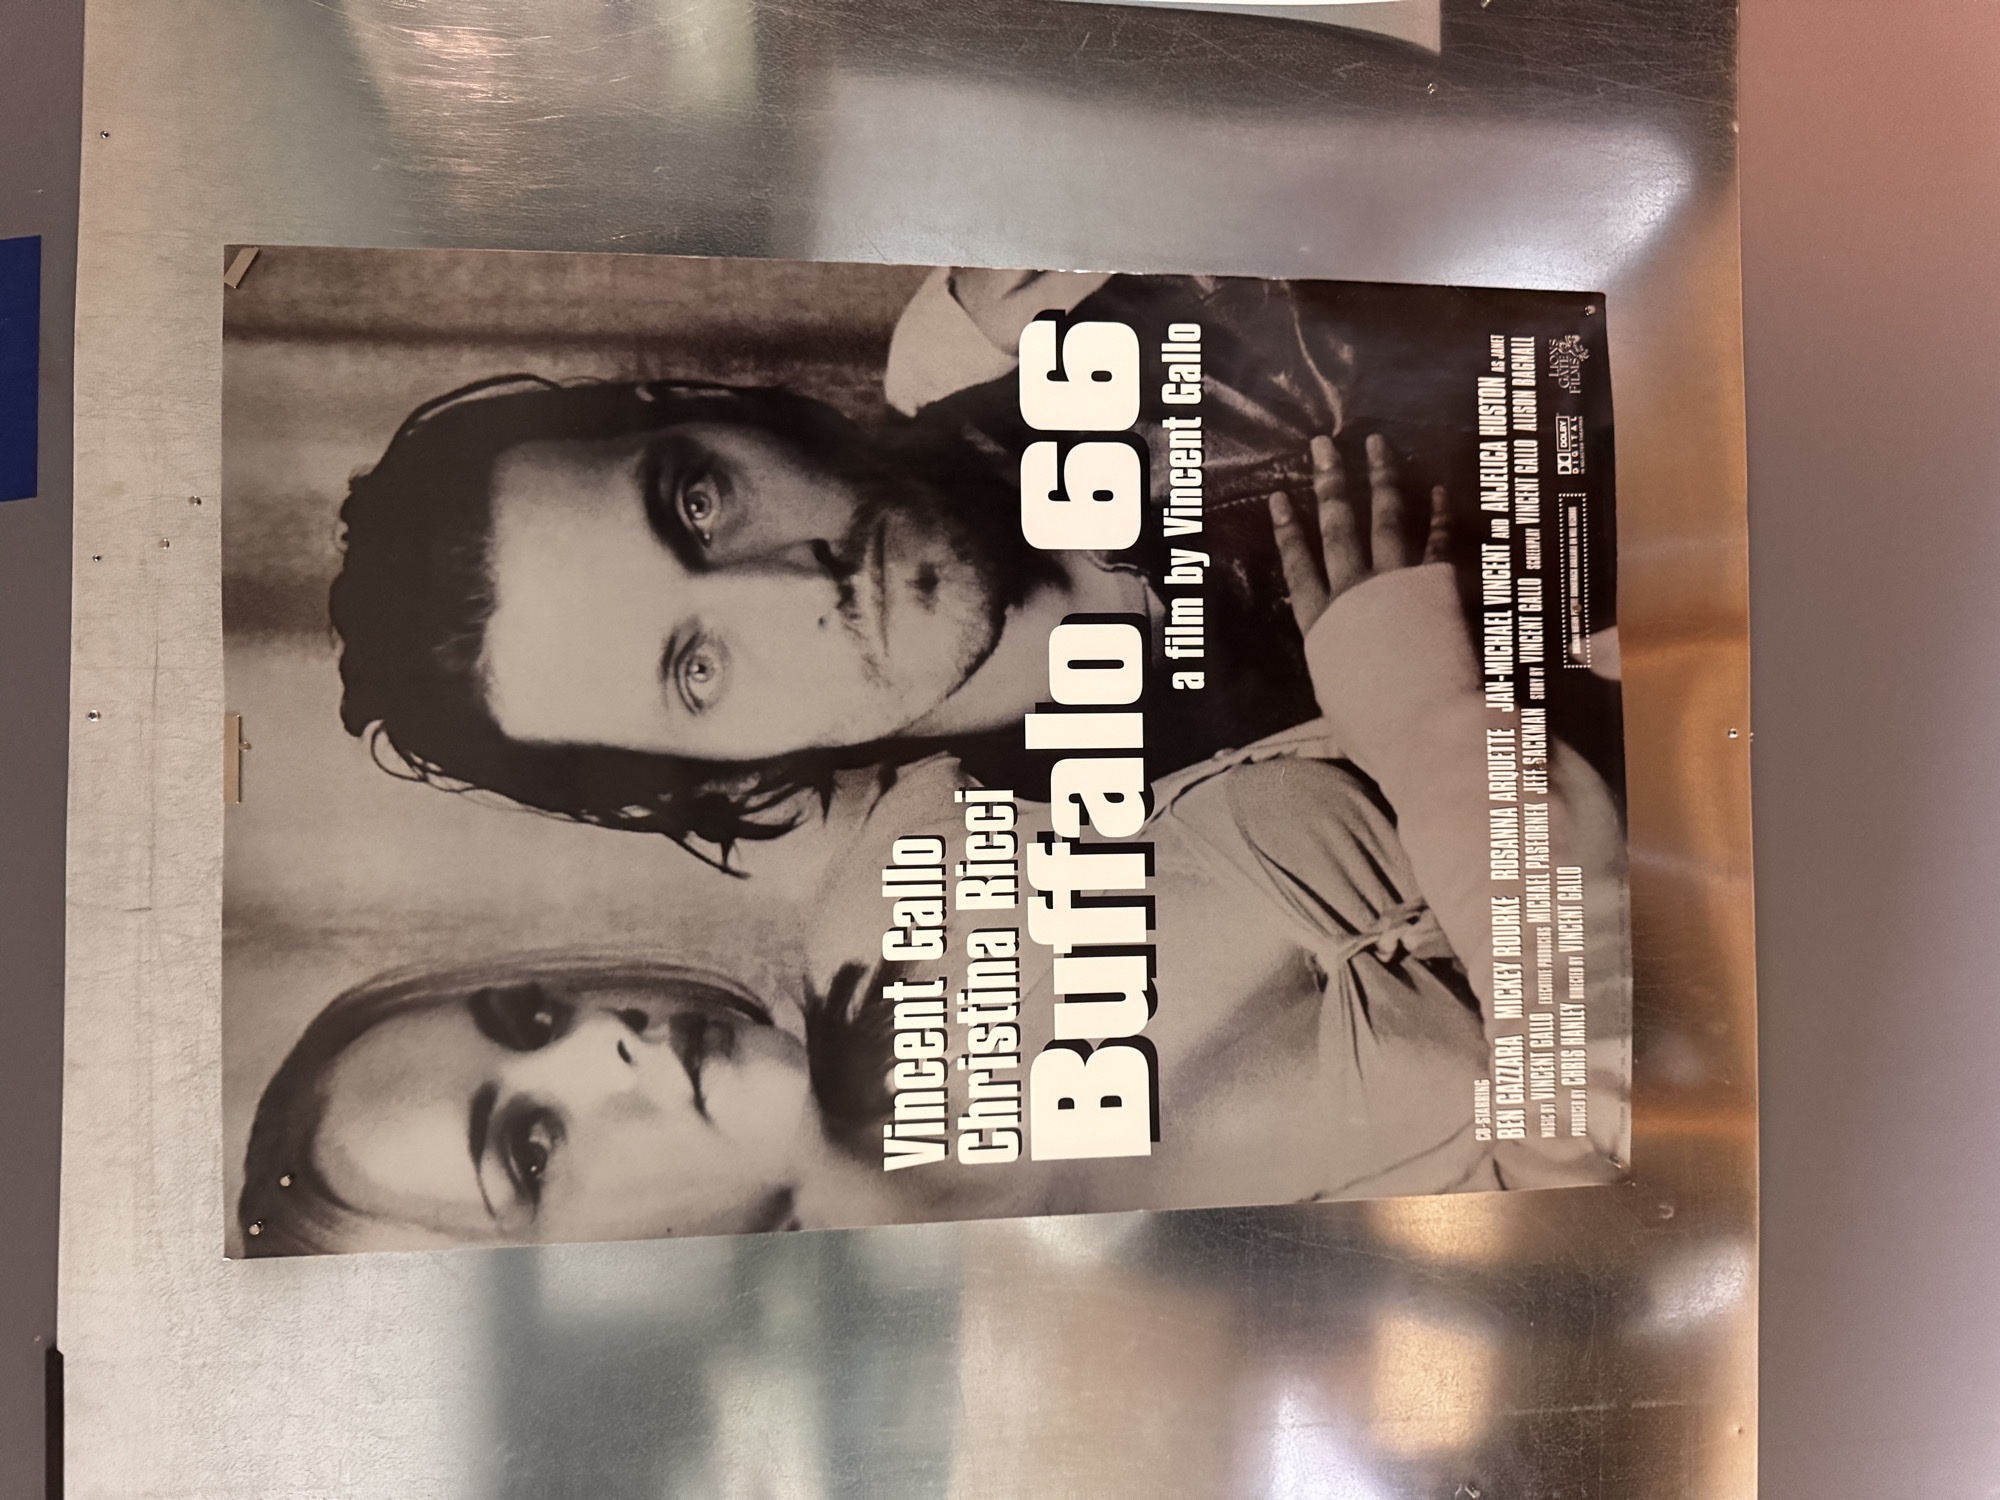 Vincent Gallo
Christina Ricci
Buffalo 66
a film by Vincent Gallo
CO-STARRING
BEN GAZZARA MICKEY ROURKE ROSANNA ARQUETTE JAN-MICHAEL VINCENT AND ANJELICA HUSTON AS JANET
MUSIC BY VINCENT GALLO EXECUTIVE PRODUCERS MICHAEL PASEORNEK JEFF SACKMAN STORY BY VINCENT GALLO SCREENPLAY VINCENT GALLO ALISON BAGNALL
PRODUCED BY CHRIS HANLEY DIRECTED BY VINCENT GALLO
DOLBY
DIGITAL
LIONS
GATE
FILMS